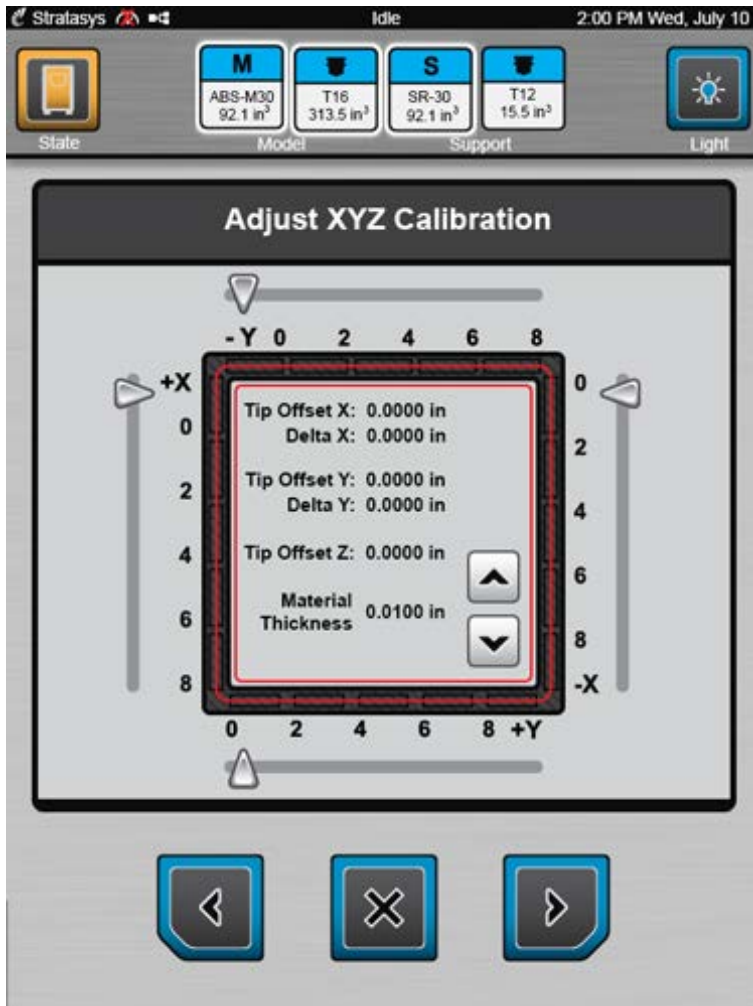 Stratasys Idle 2:00 PM Wed, July 10
M S
ABS-M30 T16 SR-30 T12
92.1 in³ 313.5 in³ 92.1 in³ 15.5 in³
State Model Support Light
Adjust XYZ Calibration
- Y 0 2 4 6 8
+X 0
0 2
2 4
4 6
6 8
8 -X
Tip Offset X: 0.0000 in
Delta X: 0.0000 in
Tip Offset Y: 0.0000 in
Delta Y: 0.0000 in
Tip Offset Z: 0.0000 in
Material
Thickness 0.0100 in
0 2 4 6 8 +Y